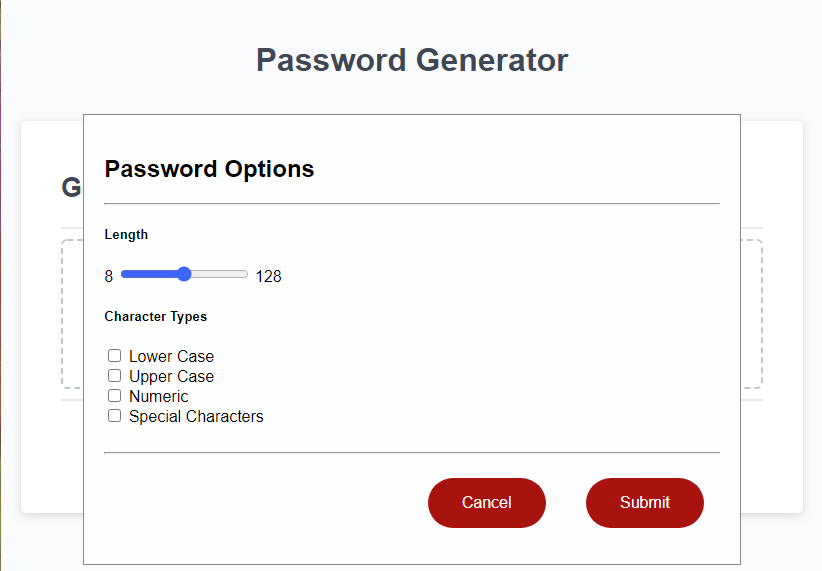 Password Generator
G
Password Options
Length
8 128
Character Types
Lower Case
Upper Case
Numeric
Special Characters
Cancel Submit